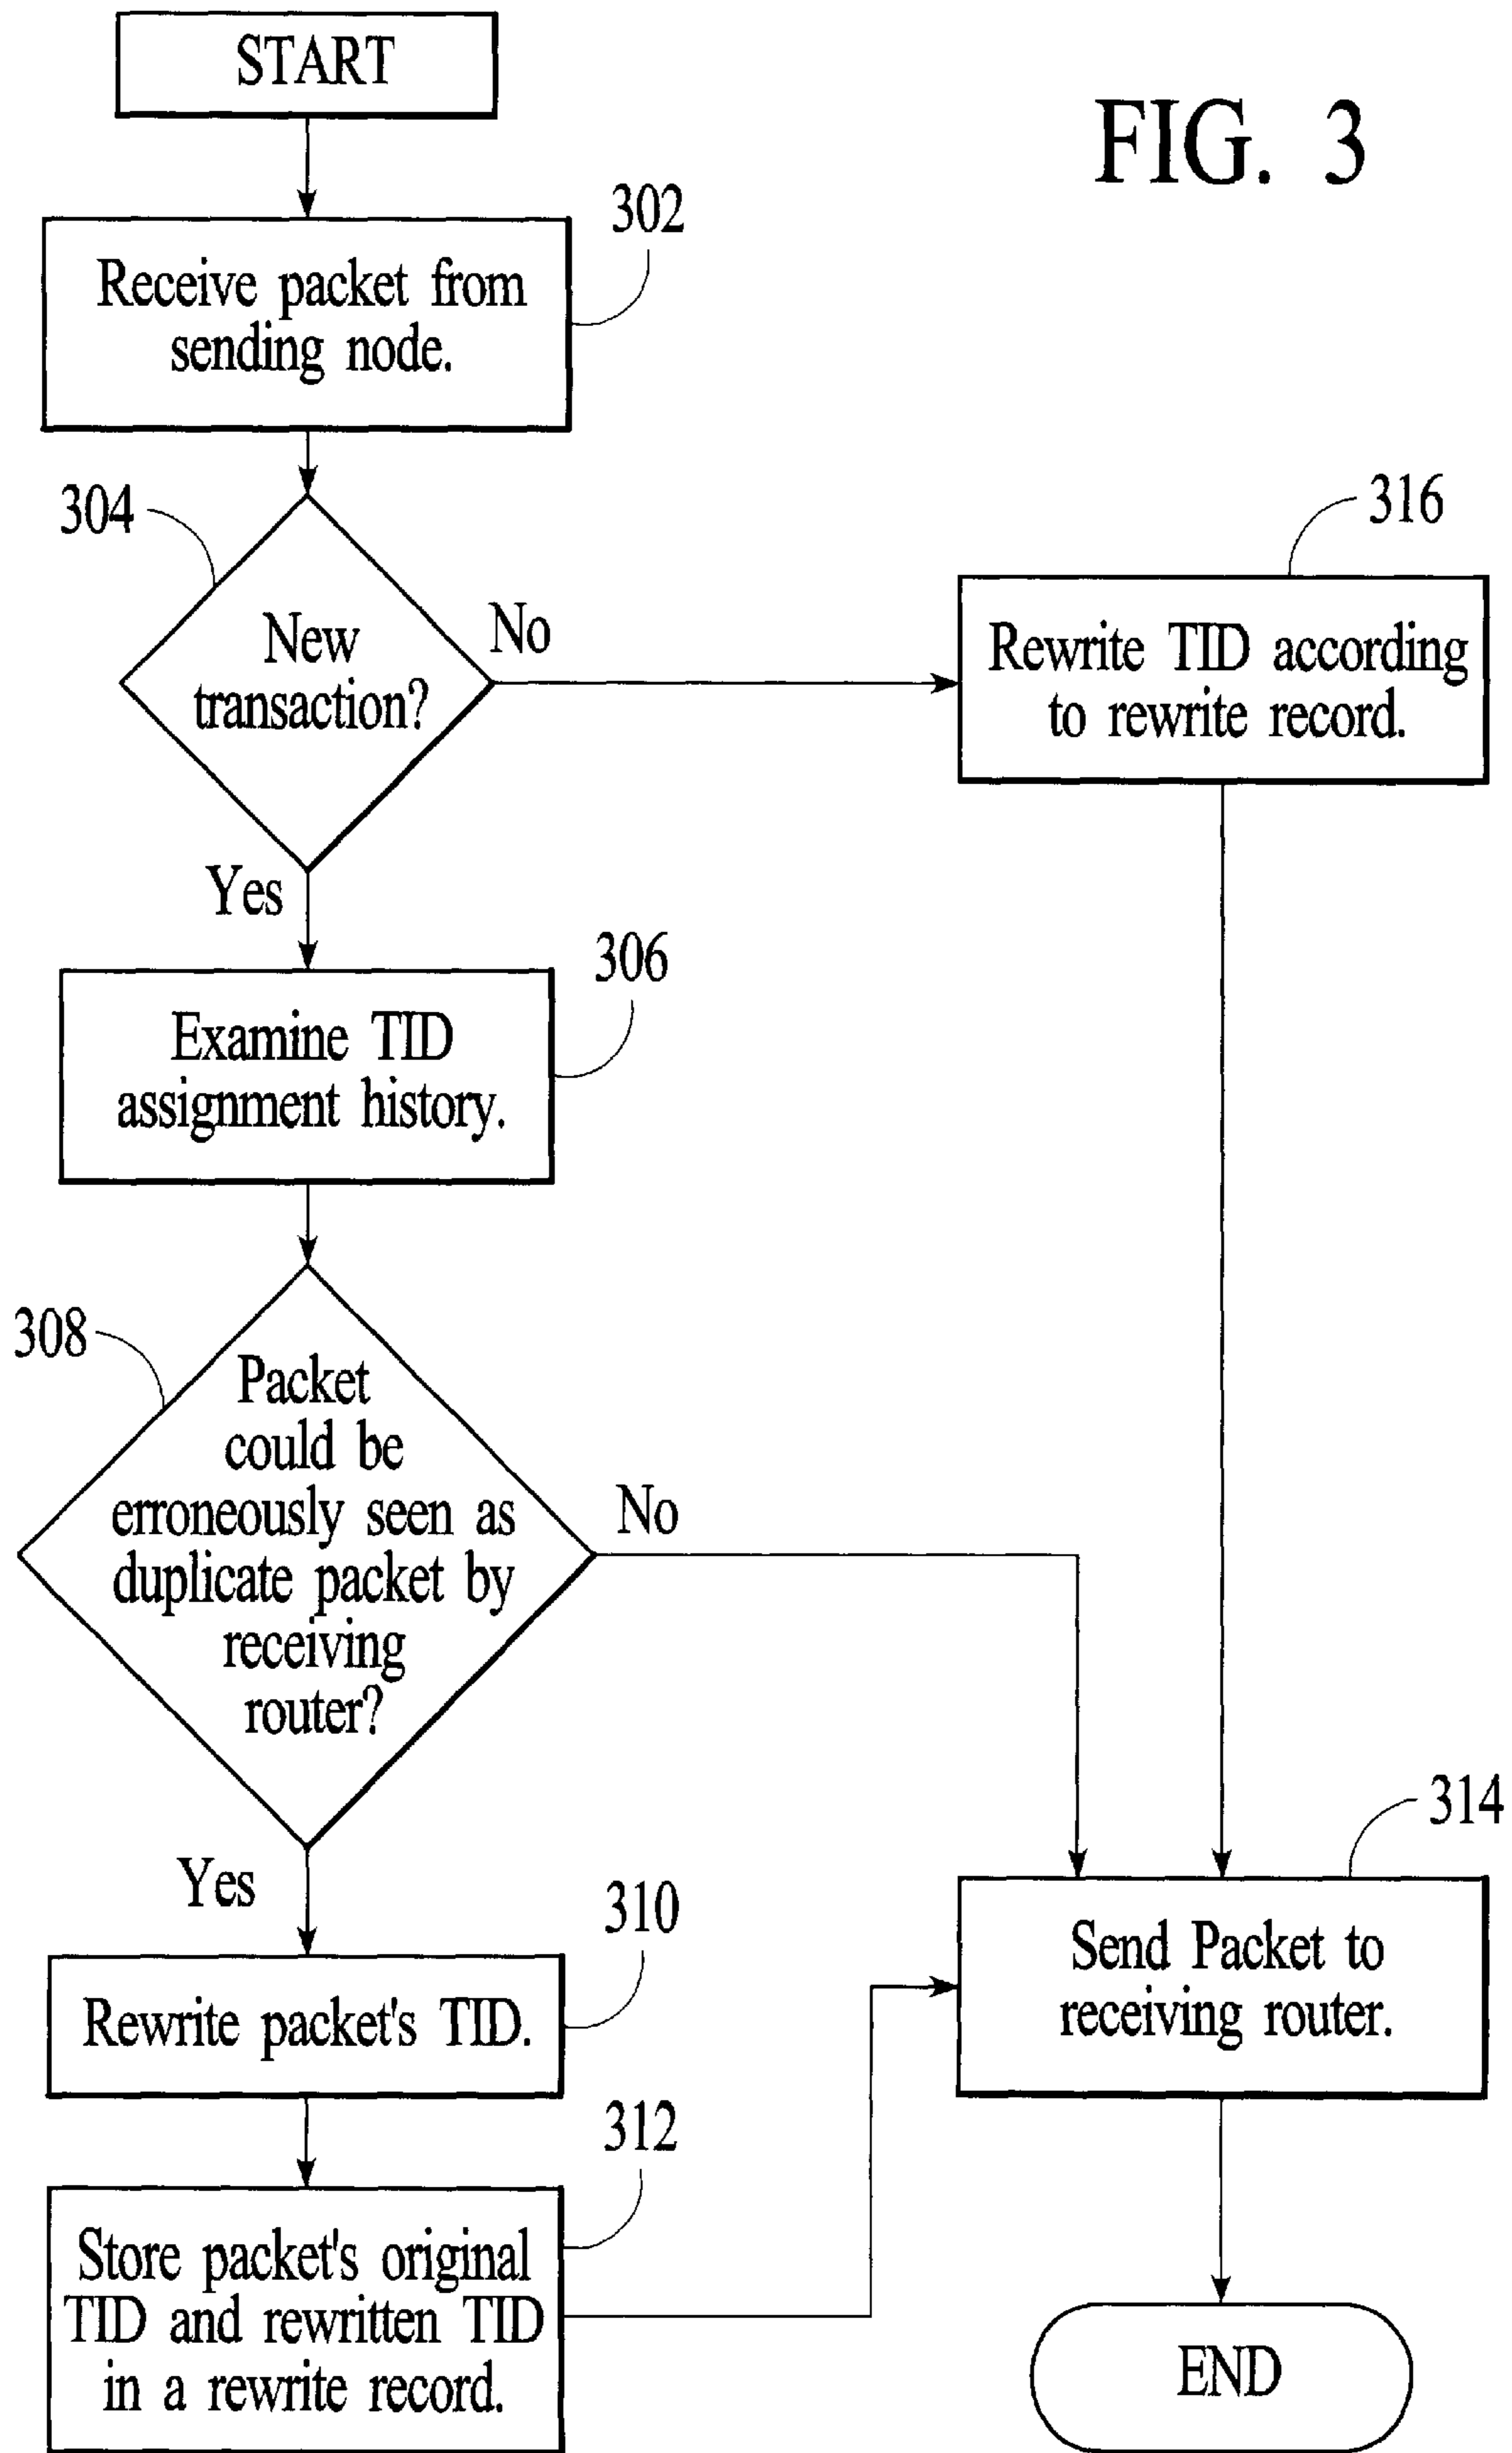 START
FIG. 3
302
Receive packet from
sending node.
304
New
transaction?
No
316
Rewrite TID according
to rewrite record.
Yes
306
Examine TID
assignment history.
308
Packet
could be
erroneously seen as
duplicate packet by
receiving
router?
No
Yes
314
Send Packet to
receiving router.
310
Rewrite packet's TID.
312
Store packet's original
TID and rewritten TID
in a rewrite record.
END